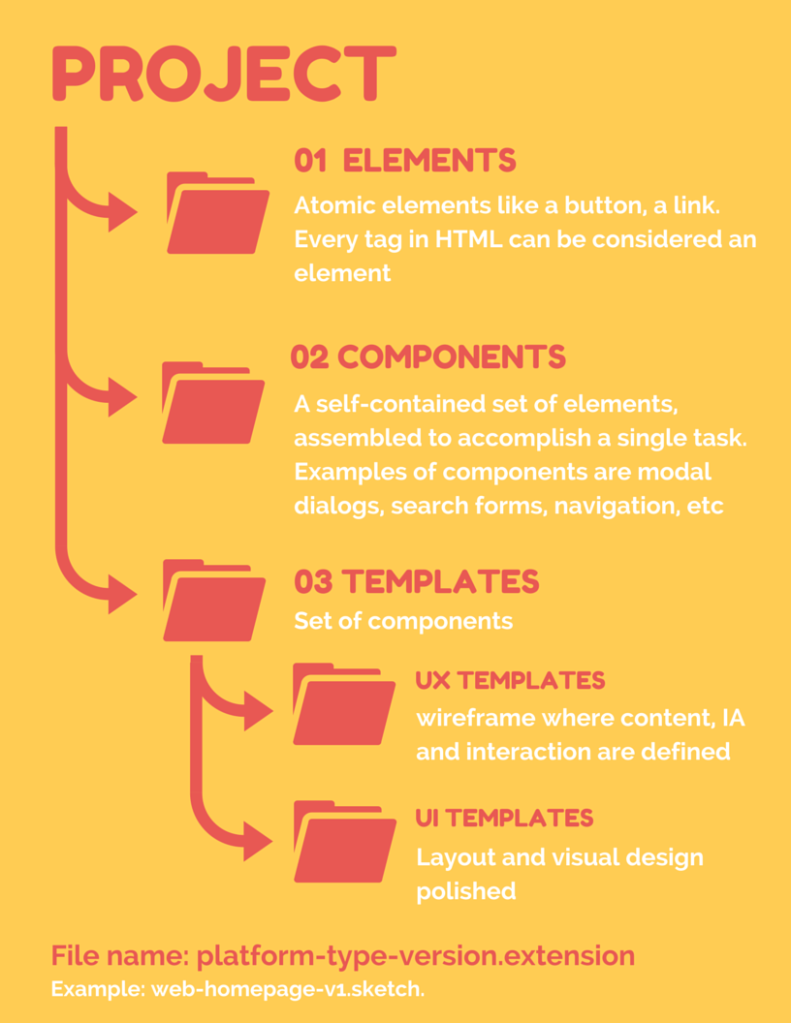 PROJECT
01 ELEMENTS
Atomic elements like a button, a link.
Every tag in HTML can be considered an
element
02 COMPONENTS
A self-contained set of elements,
assembled to accomplish a single task.
Examples of components are modal
dialogs, search forms, navigation, etc
03 TEMPLATES
Set of components
UX TEMPLATES
wireframe where content, IA
and interaction are defined
UI TEMPLATES
Layout and visual design
polished
File name: platform-type-version.extension
Example: web-homepage-v1.sketch.